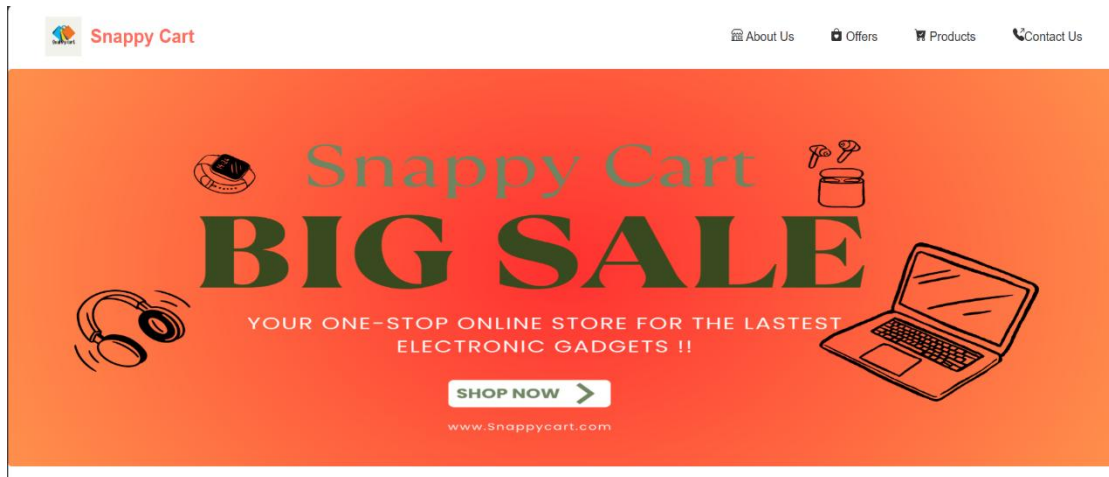 Snappy Cart
About Us
Offers
Products
Contact Us
Snappy Cart
BIG SALE
YOUR ONE-STOP ONLINE STORE FOR THE LASTEST
ELECTRONIC GADGETS !!
SHOP NOW
www.Snappycart.com